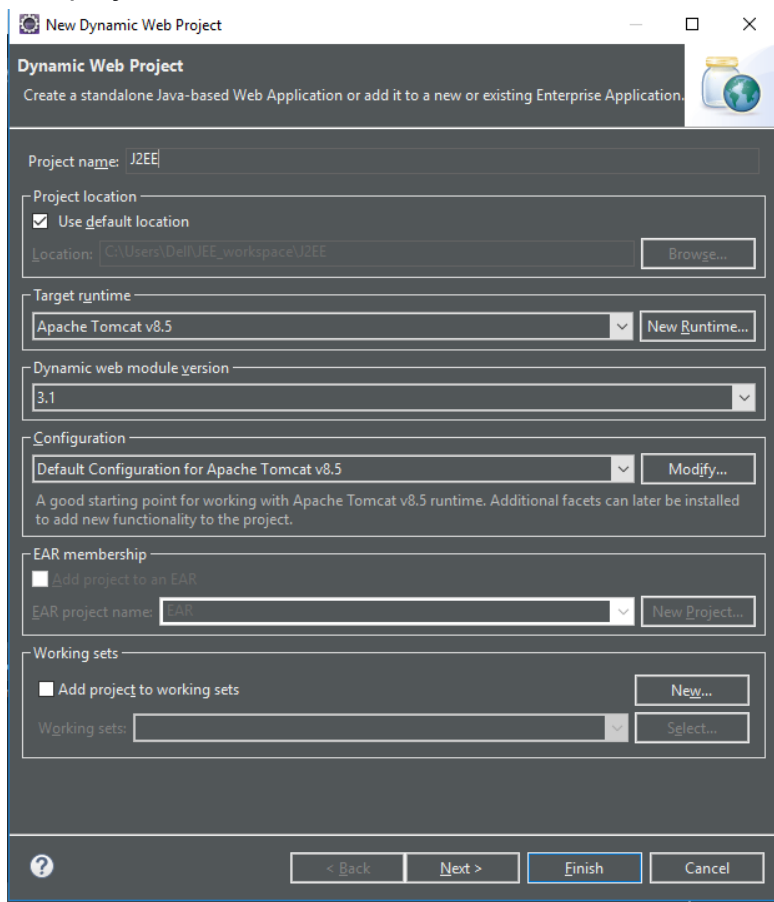 New Dynamic Web Project
Dynamic Web Project
Create a standalone Java-based Web Application or add it to a new or existing Enterprise Application.
Project name: J2EE
Project location
Use default location
Location: C:\Users\Dell\JEE_workspace\J2EE Browse...
Target runtime
Apache Tomcat v8.5 New Runtime...
Dynamic web module version
3.1
Configuration
Default Configuration for Apache Tomcat v8.5 Modify...
A good starting point for working with Apache Tomcat v8.5 runtime. Additional facets can later be installed
to add new functionality to the project.
EAR membership
Add project to an EAR
EAR project name: EAR New Project...
Working sets
Add project to working sets New...
Working sets: Select...
? < Back Next > Finish Cancel